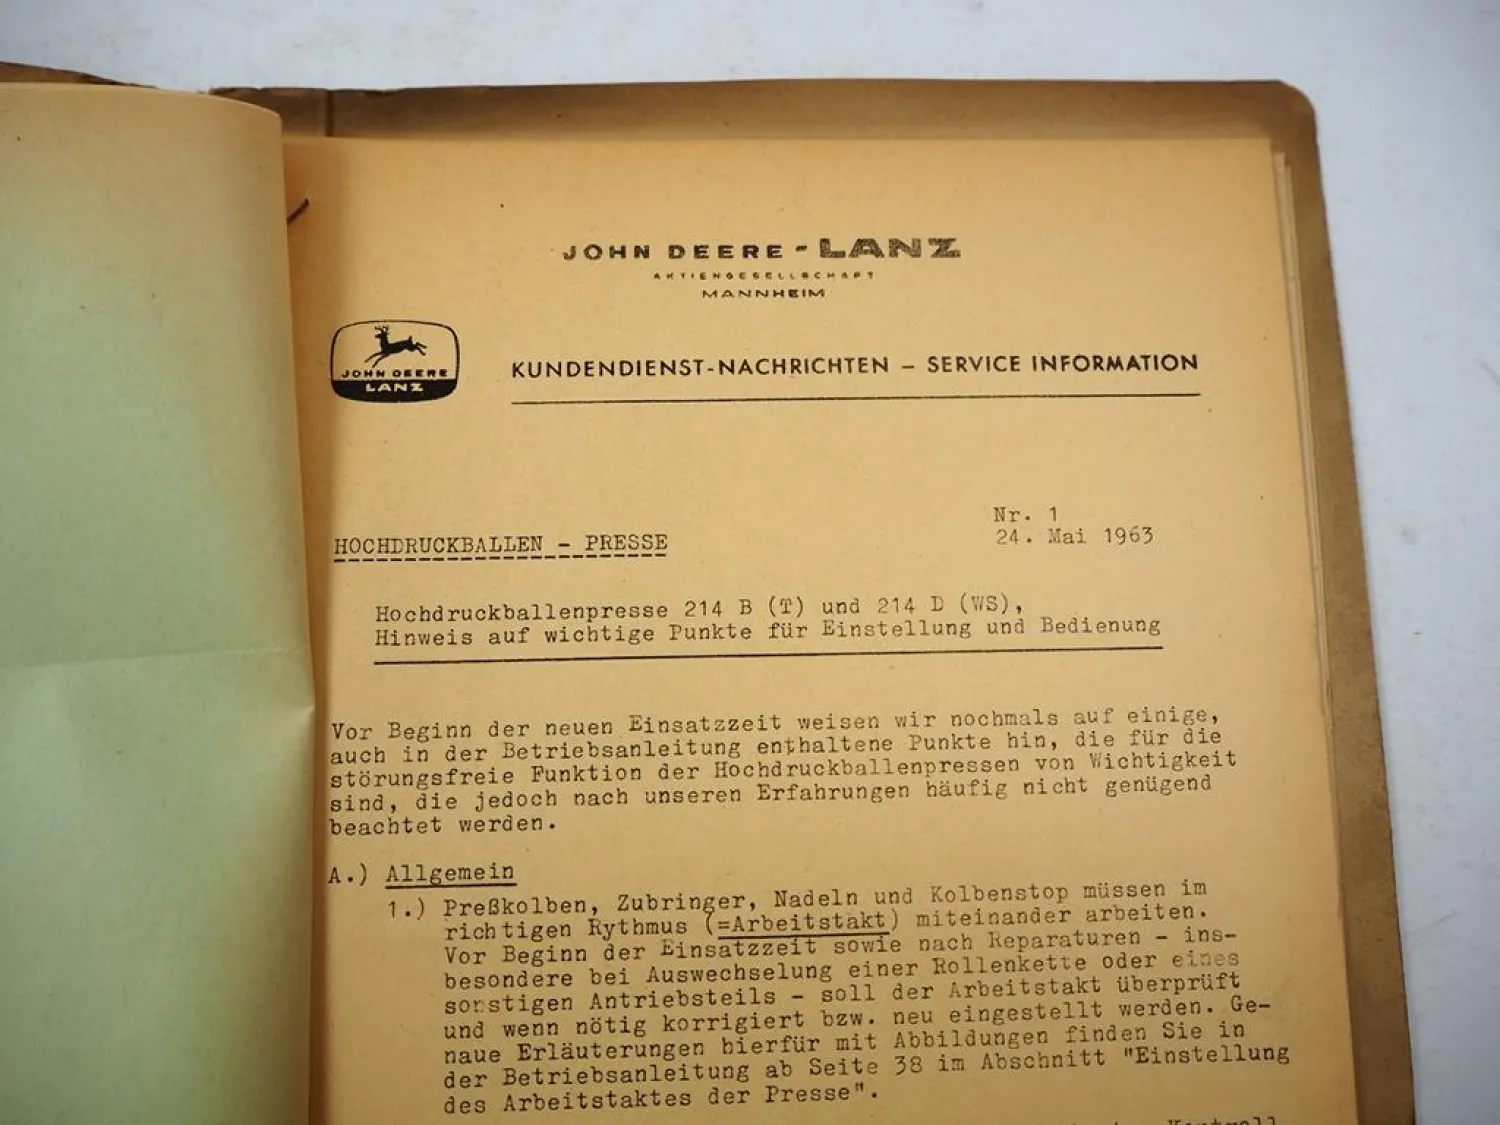 JOHN DEERE - LANZ
AKTIENGESELLSCHAFT
MANNHEIM
JOHN DEERE
LANZ
KUNDENDIENST-NACHRICHTEN – SERVICE INFORMATION
Nr. 1
24. Mai 1963
HOCHDRUCKBALLEN - PRESSE
Hochdruckballenpresse 214 B (T) und 214 D (WS),
Hinweis auf wichtige Punkte für Einstellung und Bedienung
Vor Beginn der neuen Einsatzzeit weisen wir nochmals auf einige,
auch in der Betriebsanleitung enthaltene Punkte hin, die für die
störungsfreie Funktion der Hochdruckballenpressen von Wichtigkeit
sind, die jedoch nach unseren Erfahrungen häufig nicht genügend
beachtet werden.
A.) Allgemein
1.) Preßkolben, Zubringer, Nadeln und Kolbenstop müssen im
richtigen Rythmus (=Arbeitstakt) miteinander arbeiten.
Vor Beginn der Einsatzzeit sowie nach Reparaturen - ins-
besondere bei Auswechselung einer Rollenkette oder eines
sonstigen Antriebsteils - soll der Arbeitstakt überprüft
und wenn nötig korrigiert bzw. neu eingestellt werden. Ge-
naue Erläuterungen hierfür mit Abbildungen finden Sie in
der Betriebsanleitung ab Seite 38 im Abschnitt "Einstellung
des Arbeitstaktes der Presse".